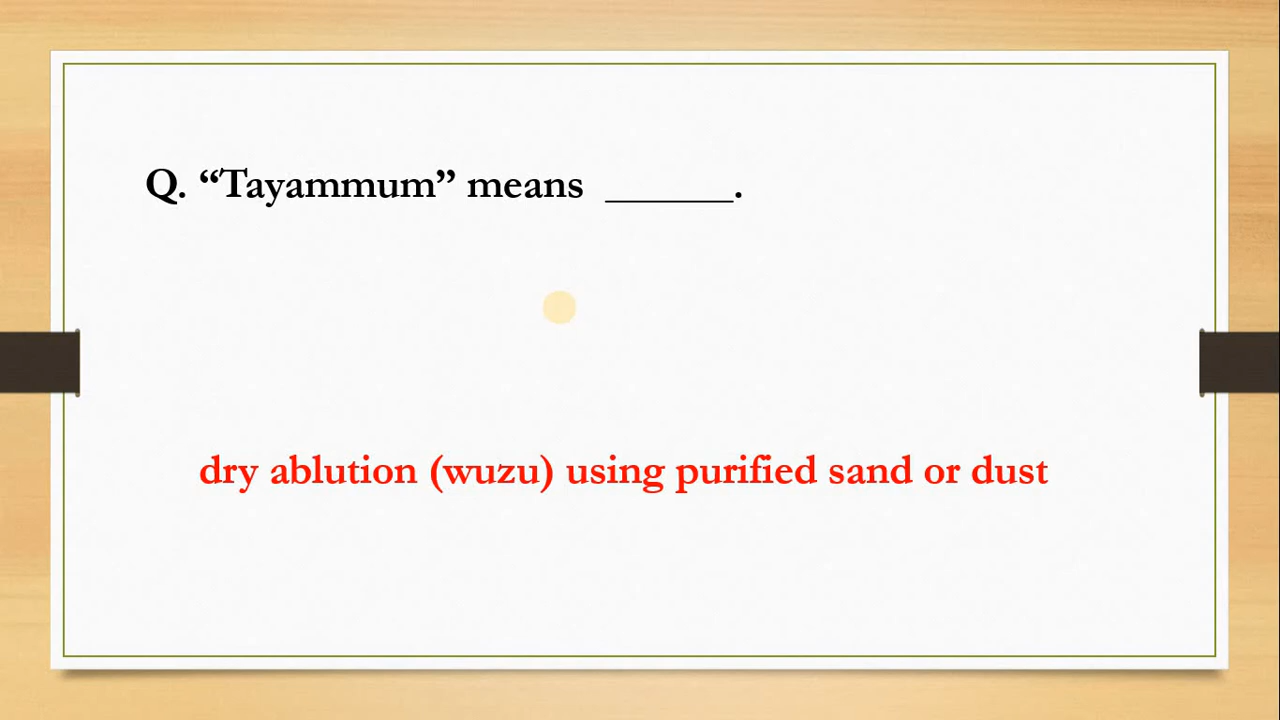 Q. “Tayammum” means ______.
dry ablution (wuzu) using purified sand or dust